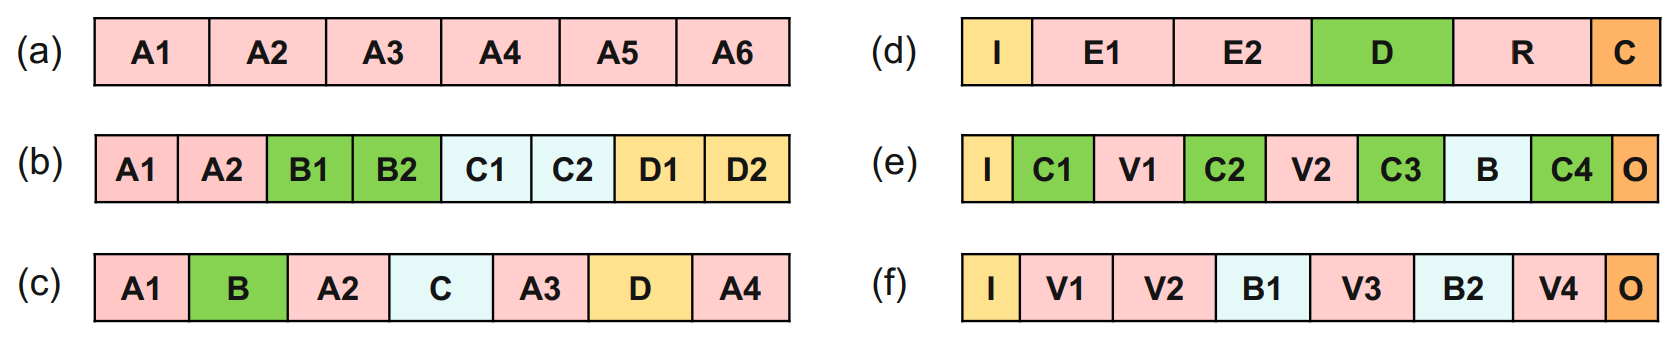 (a) A1 A2 A3 A4 A5 A6
(b) A1 A2 B1 B2 C1 C2 D1 D2
(c) A1 B A2 C A3 D A4
(d) I E1 E2 D R C
(e) I C1 V1 C2 V2 C3 B C4 O
(f) I V1 V2 B1 V3 B2 V4 O